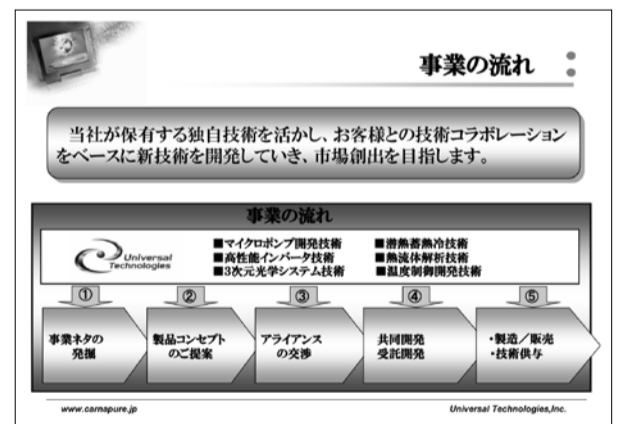 事業の流れ
当社が保有する独自技術を活かし、お客様との技術コラボレーション
をベースに新技術を開発していき、市場創出を目指します。
事業の流れ
Universal
Technologies
■マイクロポンプ開発技術
■高性能インバータ技術
■3次元光学システム技術
■潜熱蓄熱冷技術
■熱流体解析技術
■温度制御開発技術
①
②
③
④
⑤
事業ネタの
発掘
製品コンセプト
のご提案
アライアンス
の交渉
共同開発
受託開発
・製造／販売
・技術供与
www.carnapure.jp
Universal Technologies,Inc.